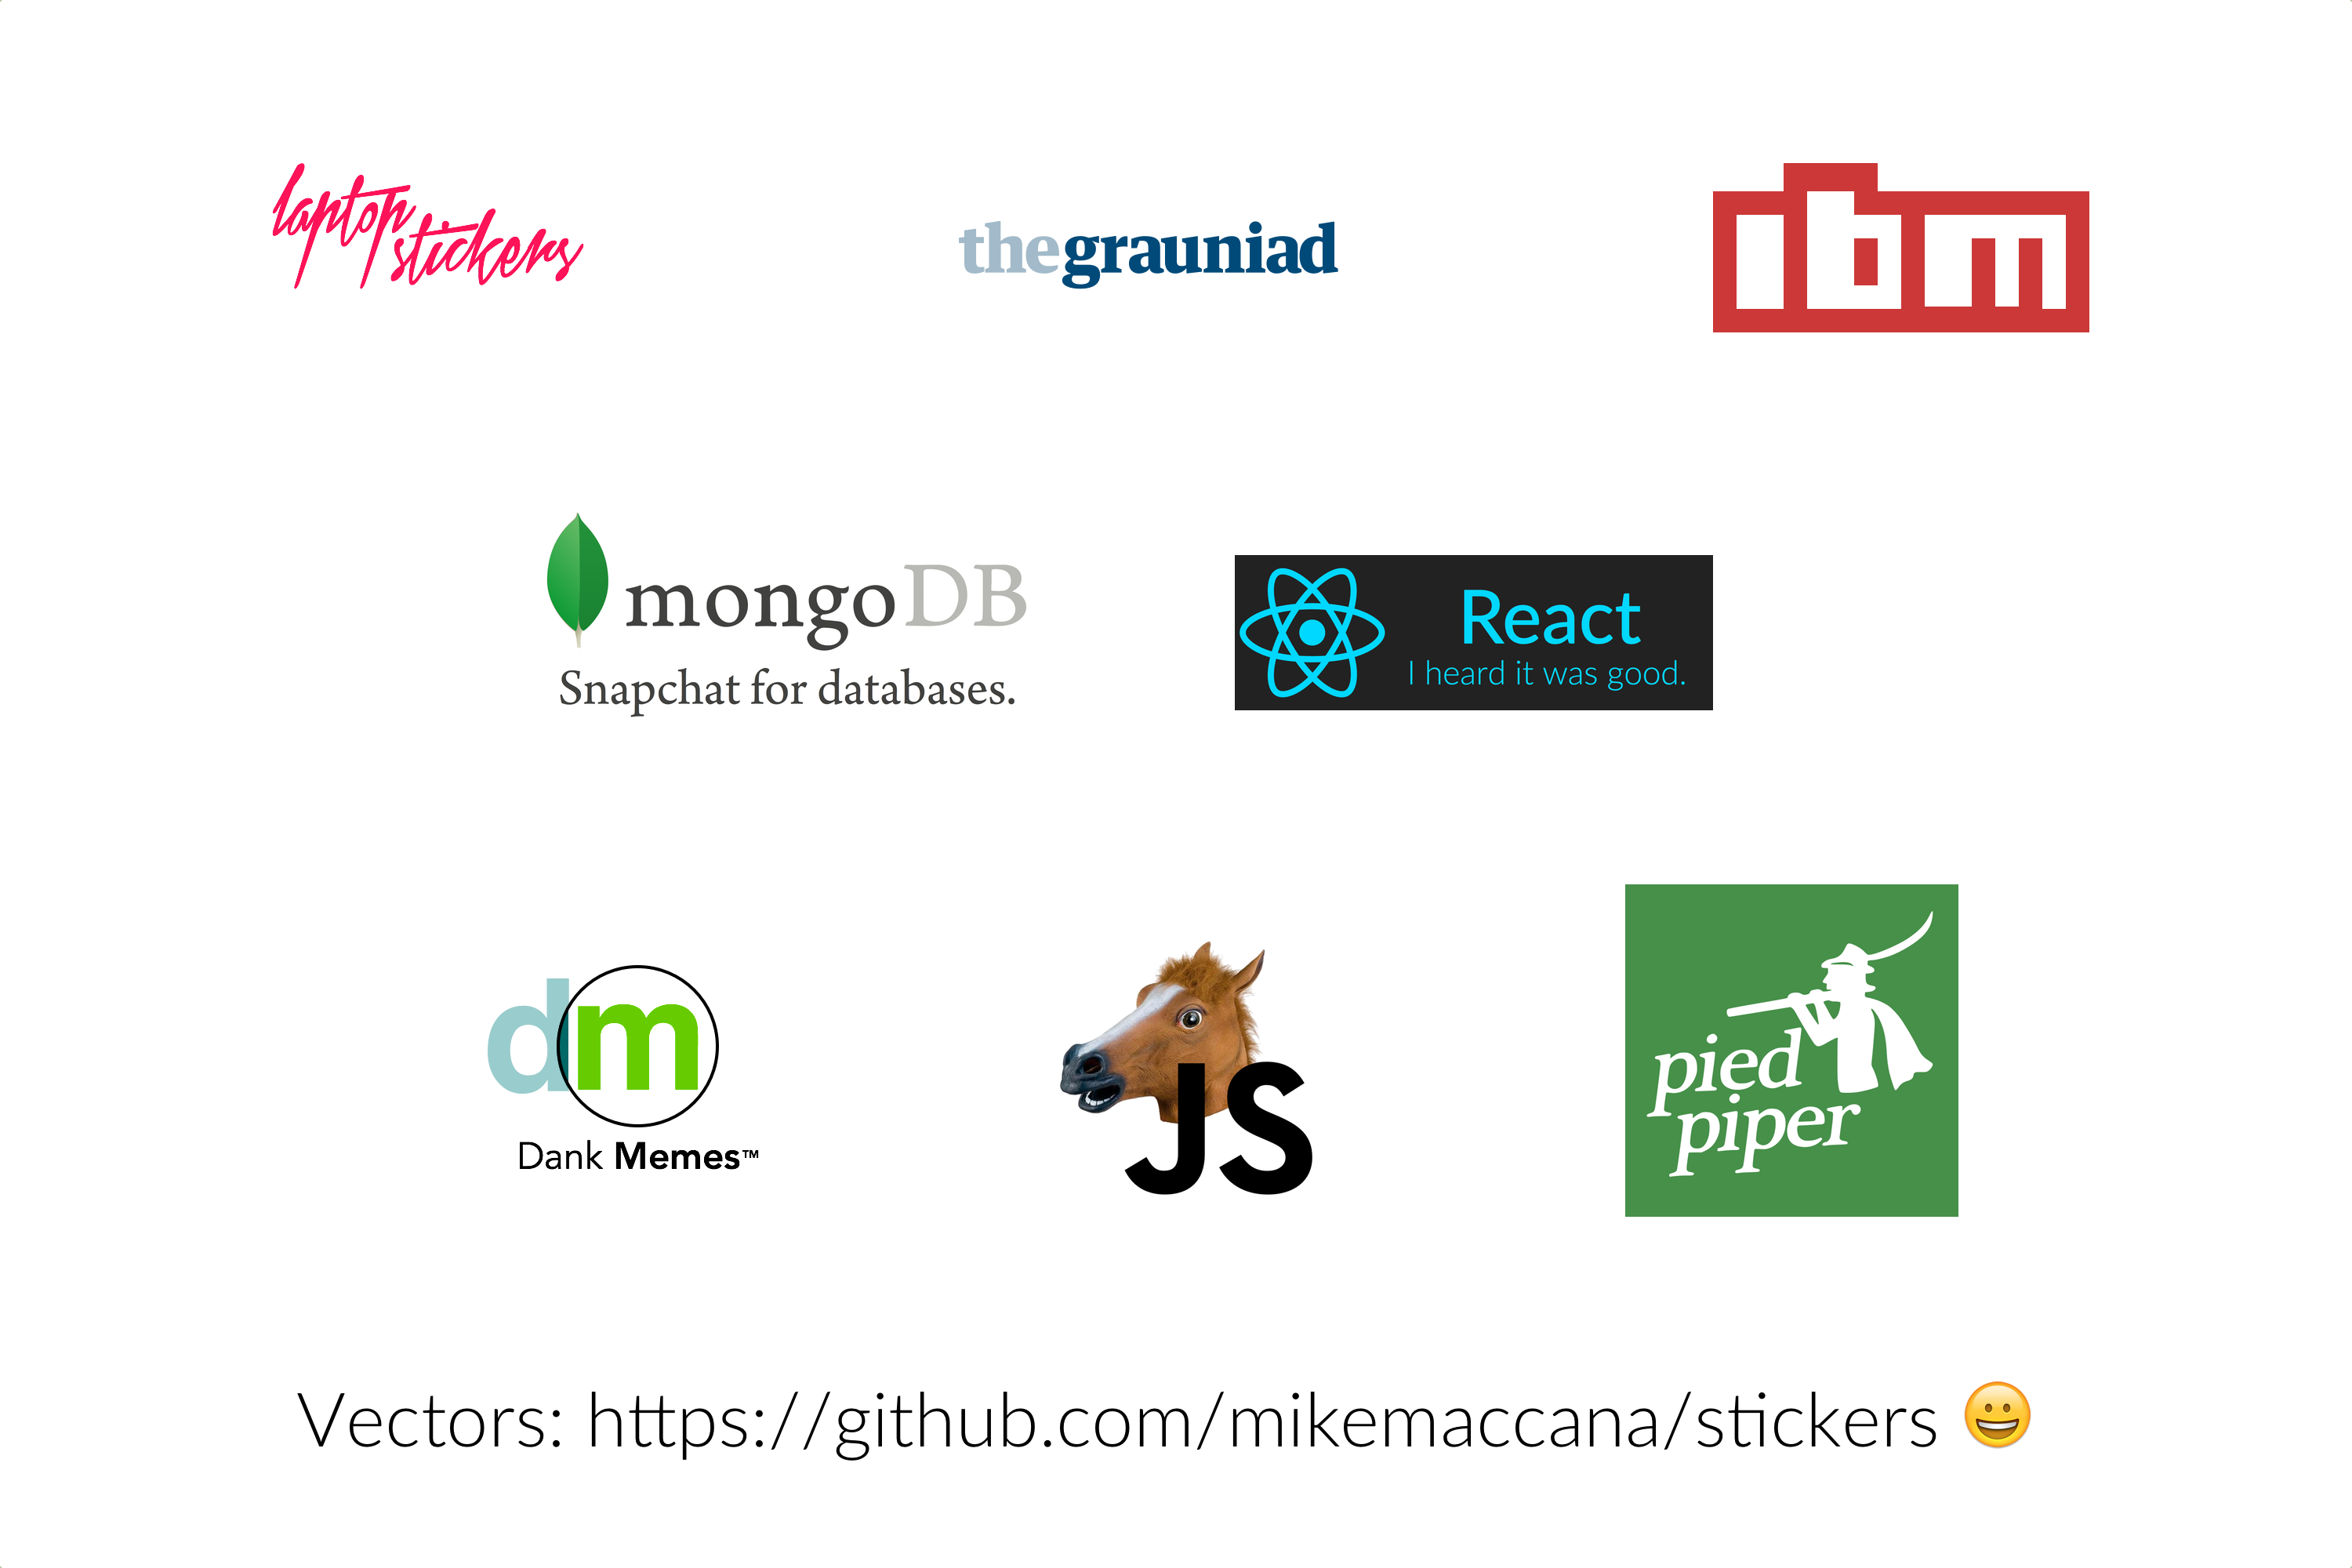 laptop
stickers
thegrauniad
ibm
mongoDB
Snapchat for databases.
React
I heard it was good.
dm
Dank Memes™
JS
pied
piper
Vectors: https://github.com/mikemaccana/stickers 😀